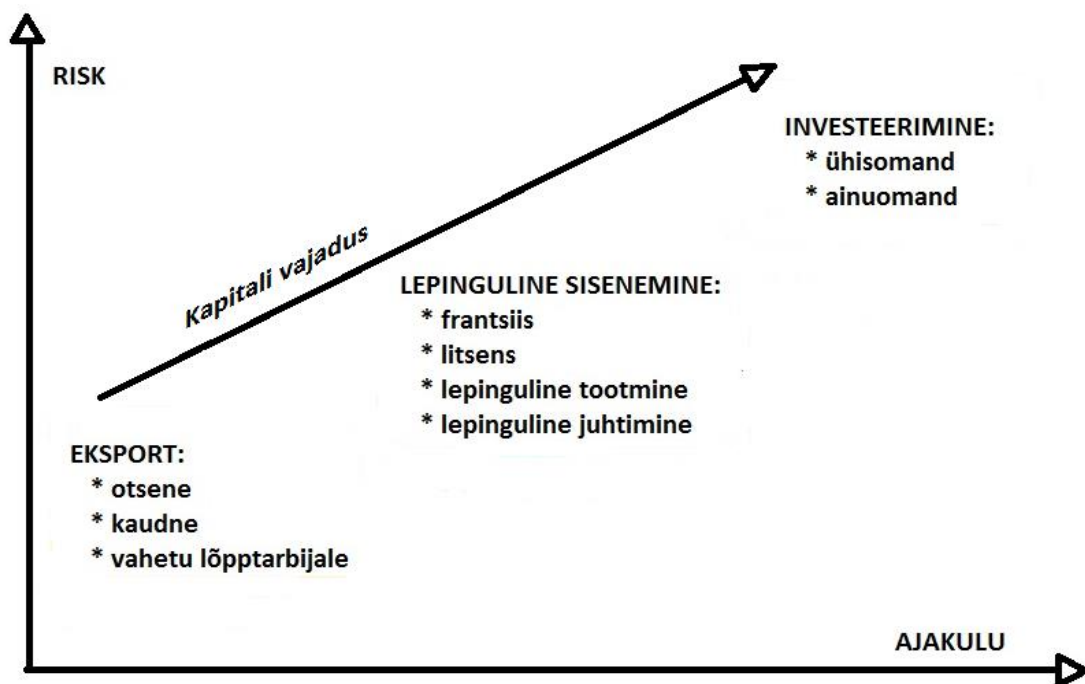 RISK
INVESTEERIMINE:
* ühisomand
* ainuomand
Kapitali vajadus
LEPINGULINE SISENEMINE:
* frantsiis
* litsens
* lepinguline tootmine
* lepinguline juhtimine
EKSPORT:
* otsene
* kaudne
* vahetu lõpptarbijale
AJAKULU